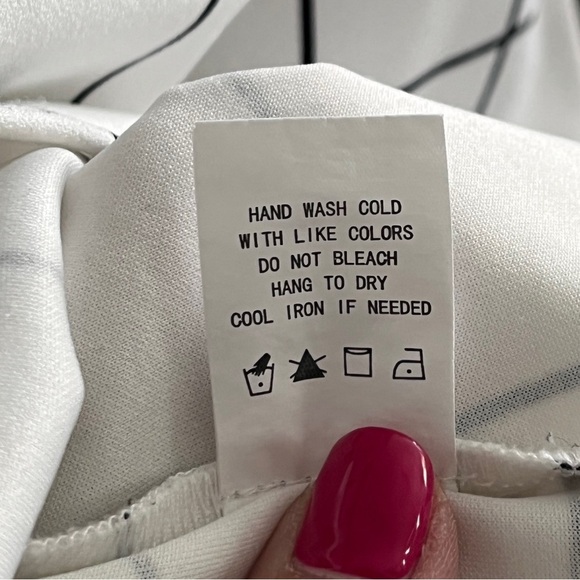 HAND WASH COLD
WITH LIKE COLORS
DO NOT BLEACH
HANG TO DRY
COOL IRON IF NEEDED